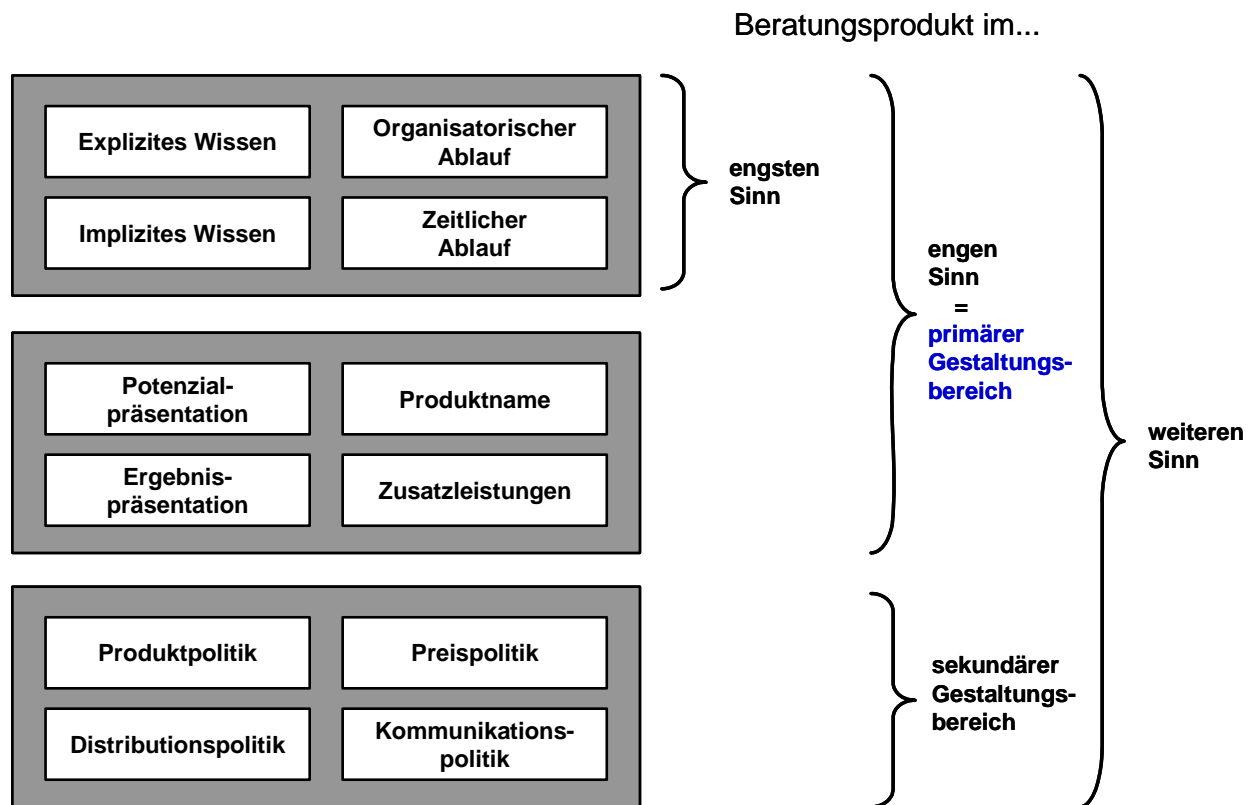 Beratungsprodukt im...
Explizites Wissen
Organisatorischer
Ablauf
Implizites Wissen
Zeitlicher
Ablauf
engsten
Sinn
Potenzial-
präsentation
Produktname
Ergebnis-
präsentation
Zusatzleistungen
engen
Sinn
=
primärer
Gestaltungs-
bereich
Produktpolitik
Preispolitik
Distributionspolitik
Kommunikations-
politik
sekundärer
Gestaltungs-
bereich
weiteren
Sinn